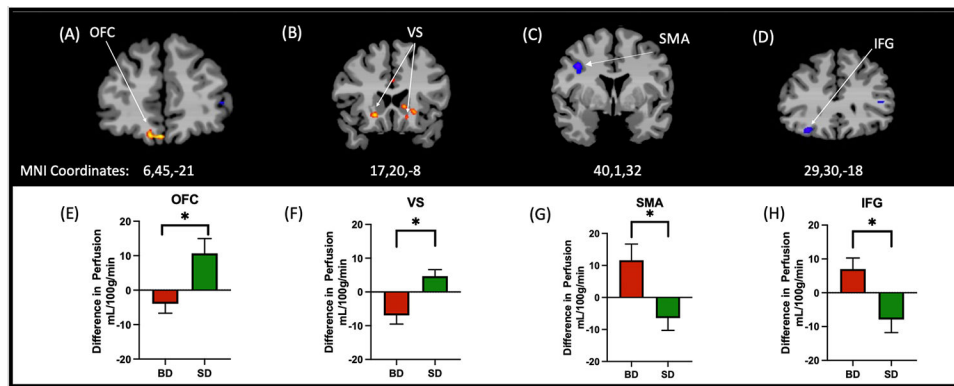 (A) OFC
(B) VS
(C) SMA
(D) IFG
MNI Coordinates: 6,45,-21 17,20,-8 40,1,32 29,30,-18
(E) OFC
Difference in Perfusion
mL/100g/min
20
10
0
-10
-20
*
BD SD
(F) VS
Difference in Perfusion
mL/100g/min
20
10
0
-10
-20
*
BD SD
(G) SMA
Difference in Perfusion
mL/100g/min
20
10
0
-10
-20
*
BD SD
(H) IFG
Difference in Perfusion
mL/100g/min
20
10
0
-10
-20
*
BD SD